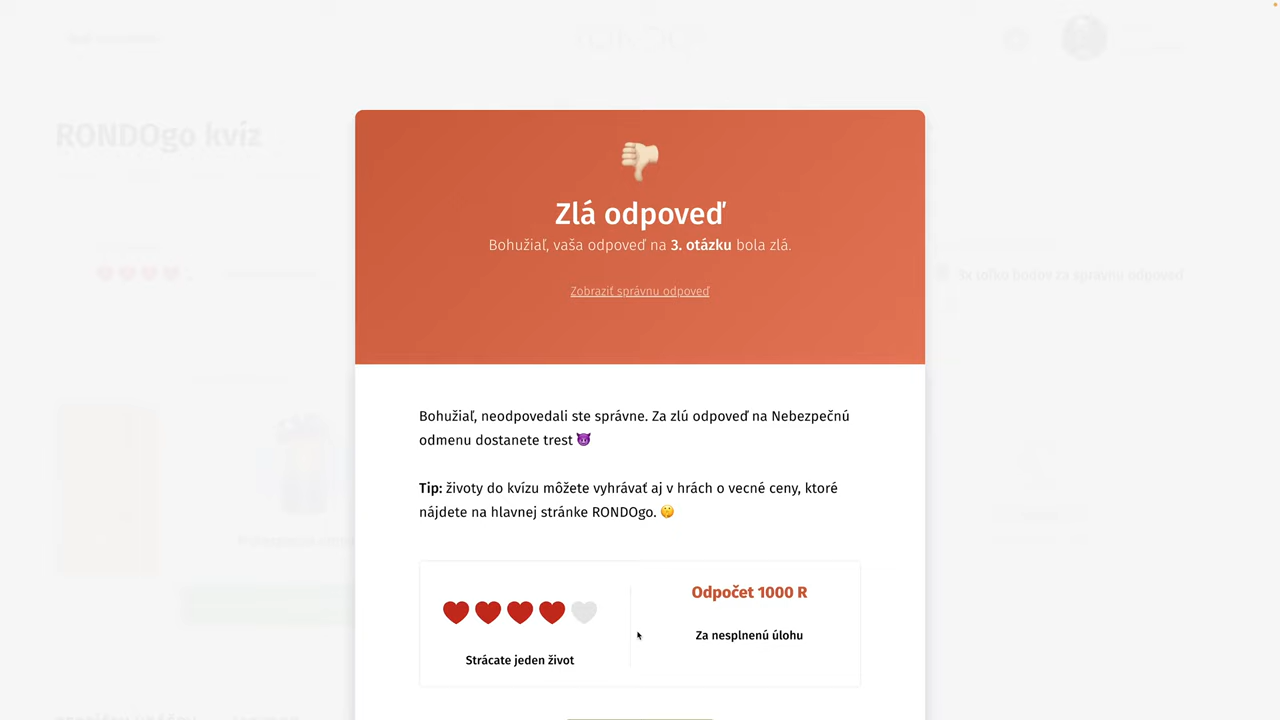 RONDOgo kvíz
Zlá odpoveď
Bohužiaľ, vaša odpoveď na 3. otázku bola zlá.
Zobraziť správnu odpoveď
3x toľko bodov za správnu odpoveď
Bohužiaľ, neodpovedali ste správne. Za zlú odpoveď na Nebezpečnú
odmenu dostanete trest 😈
Tip: životy do kvízu môžete vyhrávať aj v hrách o vecné ceny, ktoré
nájdete na hlavnej stránke RONDOgo. 🤫
Odpočet 1000 R
Za nesplnenú úlohu
Strácate jeden život